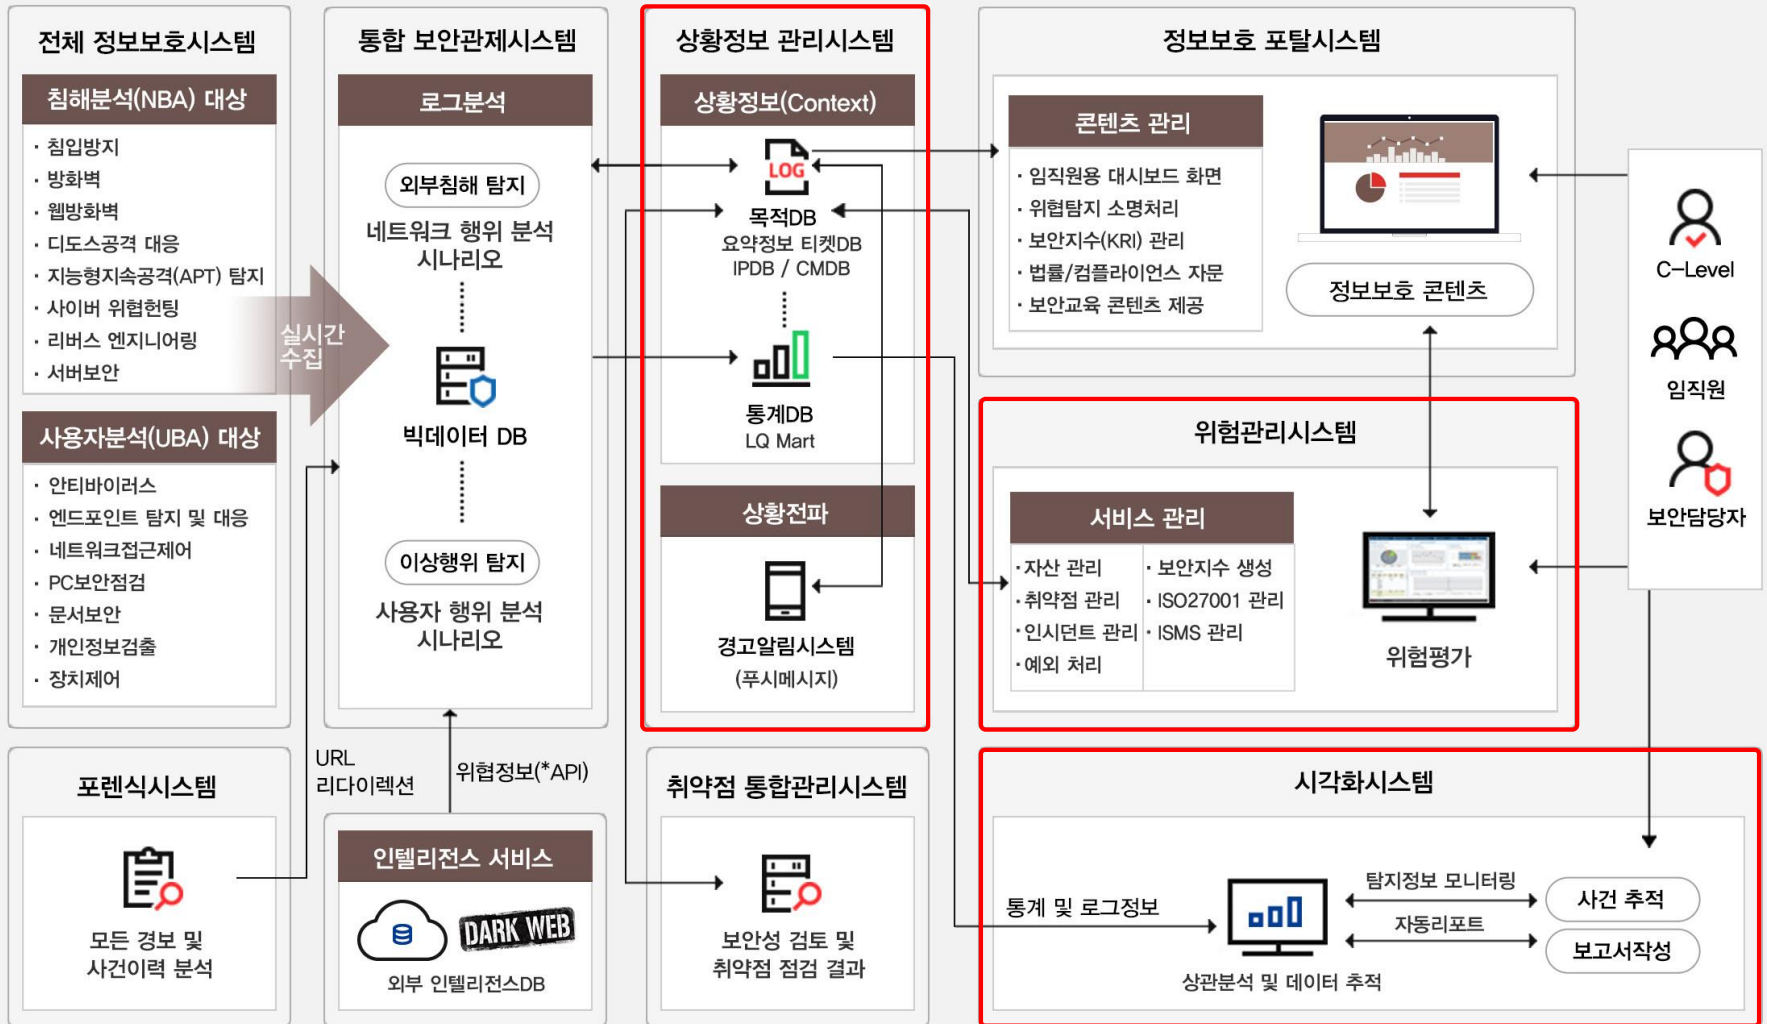 전체 정보보호시스템
침해분석(NBA) 대상
· 침입방지
· 방화벽
· 웹방화벽
· 디도스공격 대응
· 지능형지속공격(APT) 탐지
· 사이버 위협헌팅
· 리버스 엔지니어링
· 서버보안
실시간
수집
사용자분석(UBA) 대상
· 안티바이러스
· 엔드포인트 탐지 및 대응
· 네트워크접근제어
· PC보안점검
· 문서보안
· 개인정보검출
· 장치제어
통합 보안관제시스템
로그분석
외부침해 탐지
네트워크 행위 분석
시나리오
빅데이터 DB
이상행위 탐지
사용자 행위 분석
시나리오
상황정보 관리시스템
상황정보(Context)
LOG
목적DB
요약정보 티켓DB
IPDB / CMDB
통계DB
LQ Mart
상황전파
경고알림시스템
(푸시메시지)
정보보호 포탈시스템
콘텐츠 관리
· 임직원용 대시보드 화면
· 위협탐지 소명처리
· 보안지수(KRI) 관리
· 법률/컴플라이언스 자문
· 보안교육 콘텐츠 제공
정보보호 콘텐츠
C-Level
임직원
보안담당자
위험관리시스템
서비스 관리
· 자산 관리
· 취약점 관리
· 인시던트 관리
· 예외 처리
· 보안지수 생성
· ISO27001 관리
· ISMS 관리
위험평가
포렌식시스템
모든 경보 및
사건이력 분석
URL
리다이렉션
위협정보(*API)
인텔리전스 서비스
DARK WEB
외부 인텔리전스DB
취약점 통합관리시스템
보안성 검토 및
취약점 점검 결과
시각화시스템
통계 및 로그정보
상관분석 및 데이터 추적
탐지정보 모니터링
자동리포트
사건 추적
보고서작성